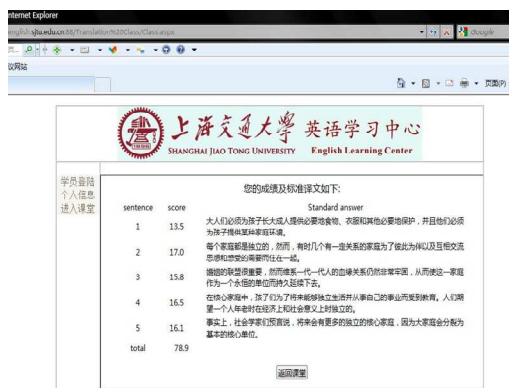 nternet Explorer
english.sjtu.edu.cn:88/Translation%20Class/Class.aspx
Google
议网站
页面(P)
上海交通大学 英语学习中心
SHANGHAI JIAO TONG UNIVERSITY English Learning Center
学员登陆
个人信息
进入课堂
您的成绩及标准译文如下:
sentence score Standard answer
1 13.5 大人们必须为孩子长大成人提供必要地食物、衣服和其他必要地保护,并且他们必须
为孩子提供某种家庭环境。
2 17.0 每个家庭都是独立的,然而,有时几个有一定关系的家庭为了彼此为伴以及互相交流
思想和感受的需要而住在一起。
3 15.8 婚姻的联盟很重要,然而维系一代一代人的血缘关系仍然非常牢固,从而使这一家庭
作为一个永恒的单位而持久延续下去。
4 16.5 在核心家庭中,孩子们为了将来能够独立生活并从事自己的事业而受到教育。人们期
望一个人年老时在经济上和社会意义上时独立的。
5 16.1 事实上,社会学家们预言说,将来会有更多的独立的核心家庭,因为大家庭会分裂为
基本的核心单位。
total 78.9
返回课堂